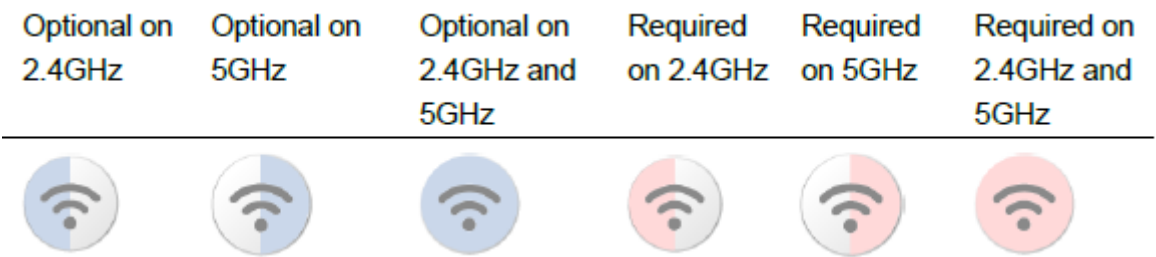 Optional on
2.4GHz
Optional on
5GHz
Optional on
2.4GHz and
5GHz
Required
on 2.4GHz
Required
on 5GHz
Required on
2.4GHz and
5GHz